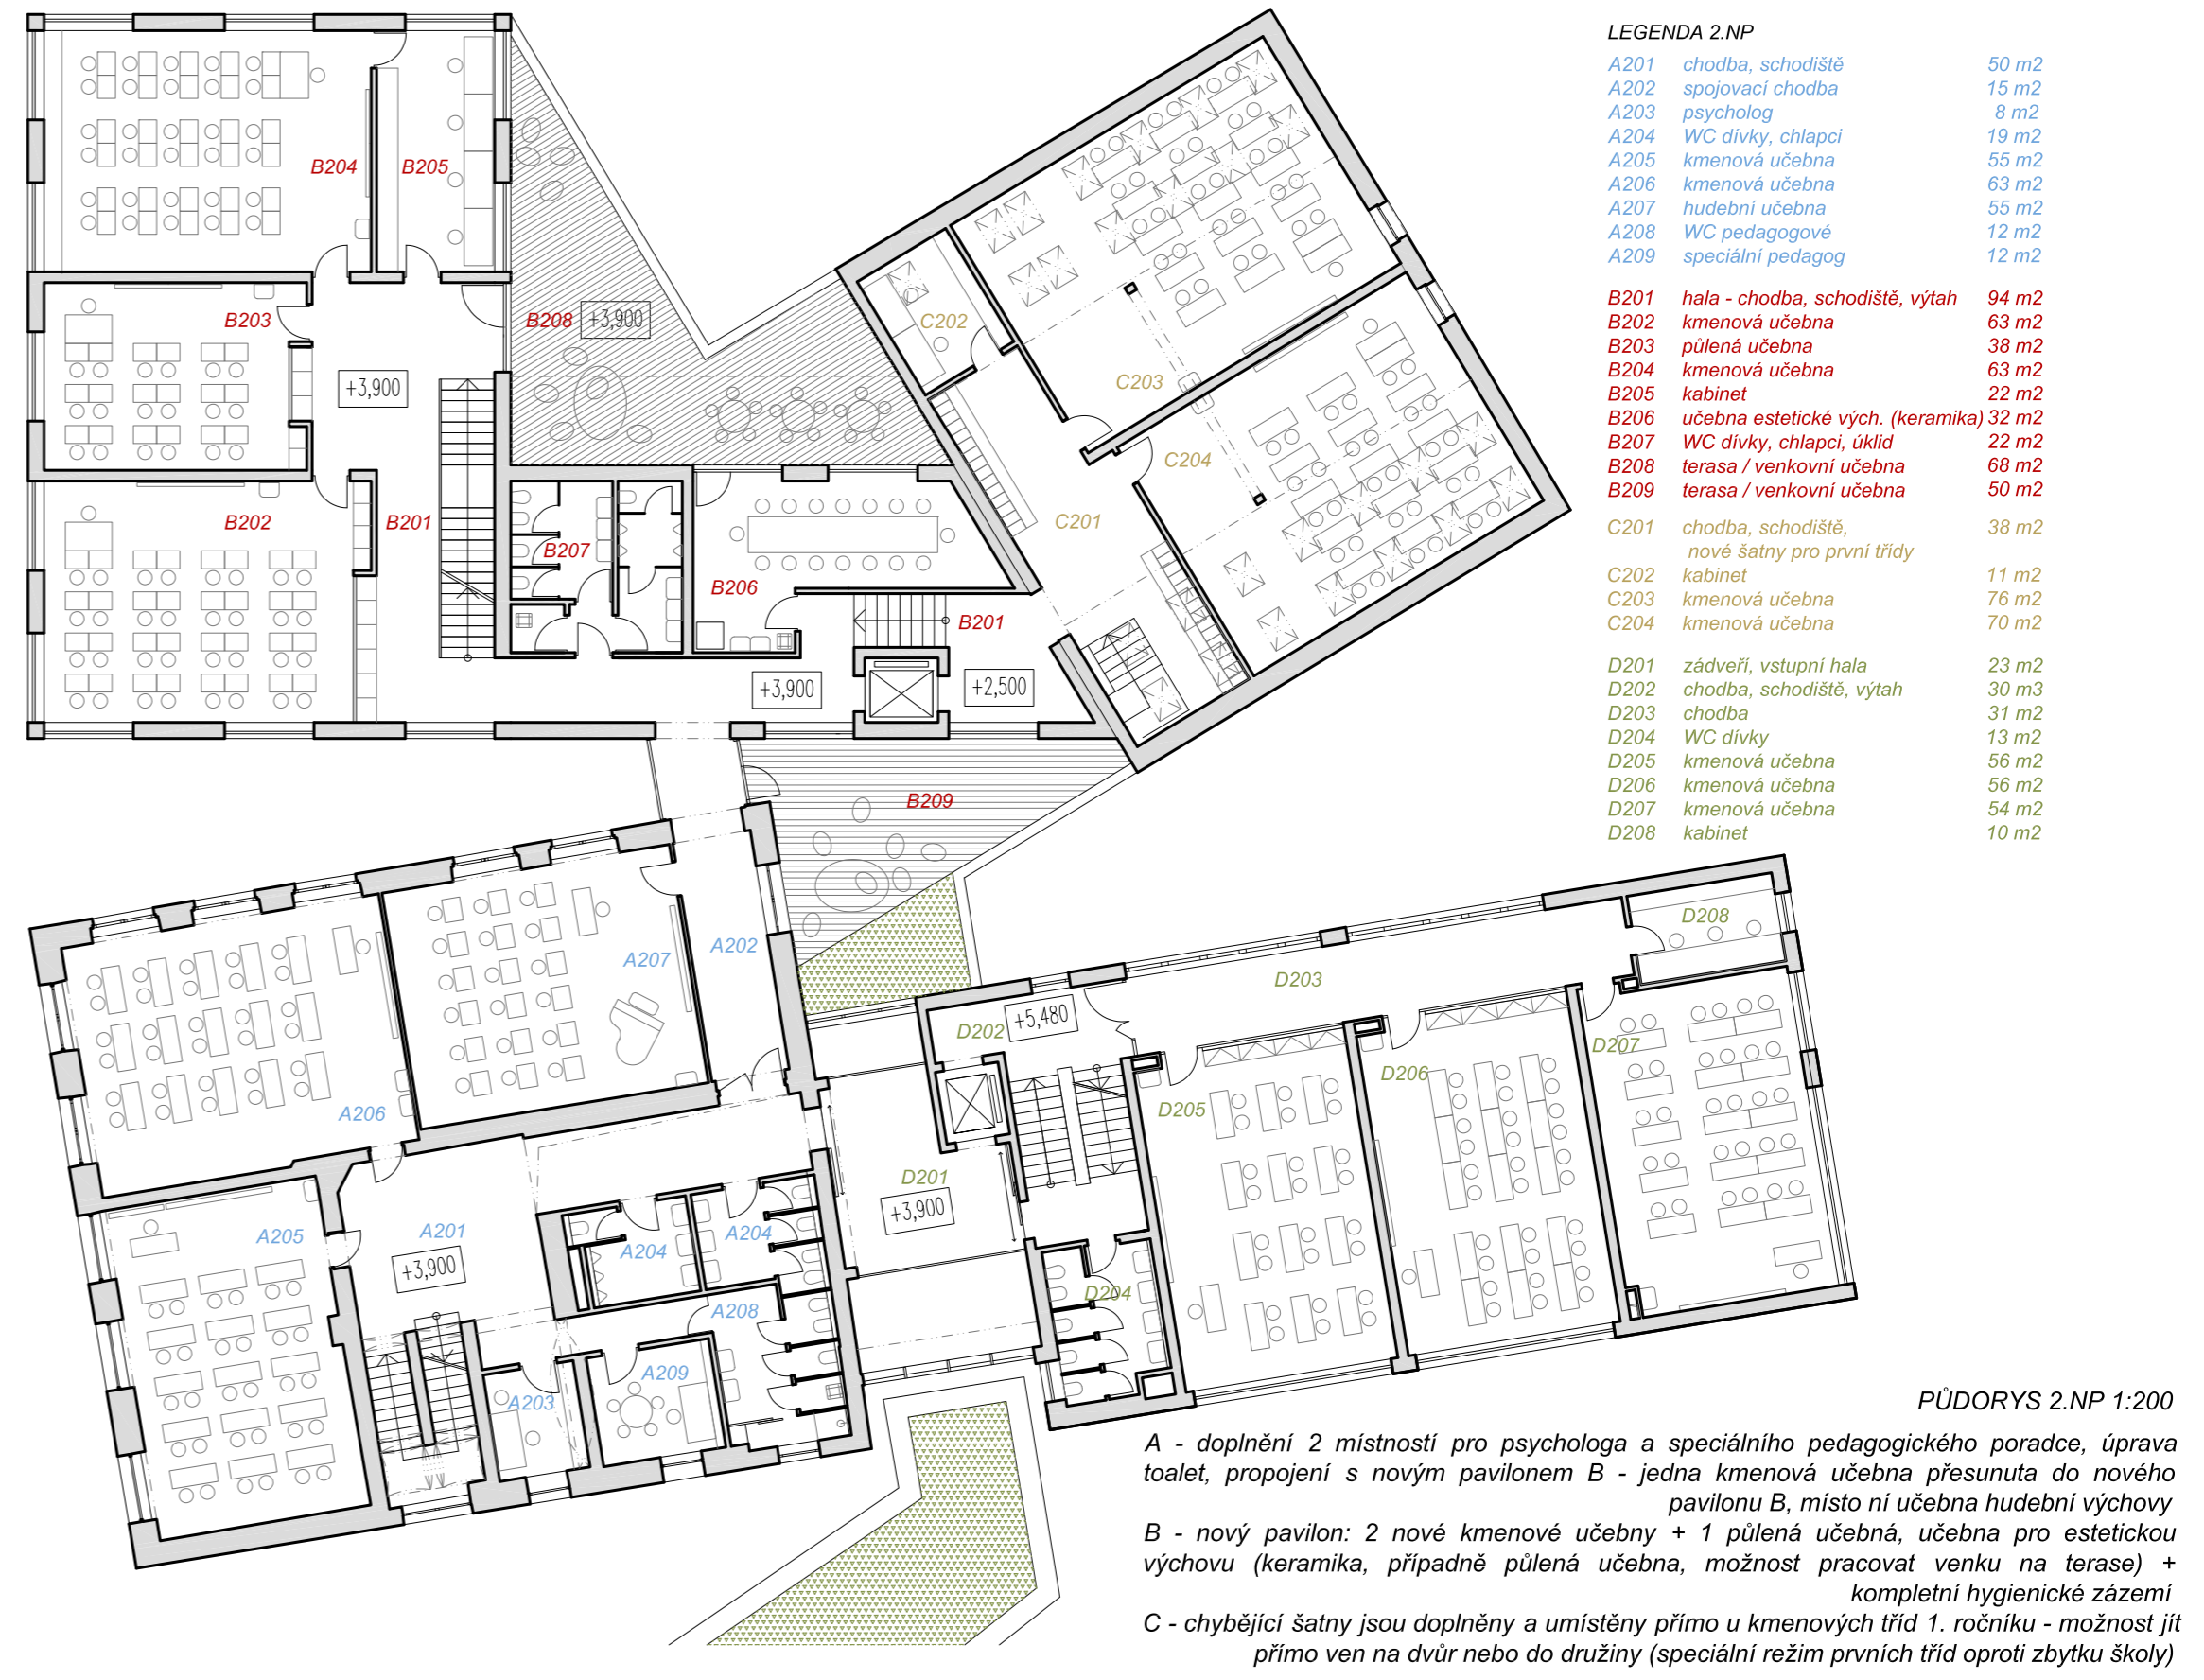 LEGENDA 2.NP
A201 chodba, schodiště 50 m2
A202 spojovací chodba 15 m2
A203 psycholog 8 m2
A204 WC dívky, chlapci 19 m2
A205 kmenová učebna 55 m2
A206 kmenová učebna 63 m2
A207 hudební učebna 55 m2
A208 WC pedagogové 12 m2
A209 speciální pedagog 12 m2
B201 hala - chodba, schodiště, výtah 94 m2
B202 kmenová učebna 63 m2
B203 půlená učebna 38 m2
B204 kmenová učebna 63 m2
B205 kabinet 22 m2
B206 učebna estetické vých. (keramika) 32 m2
B207 WC dívky, chlapci, úklid 22 m2
B208 terasa / venkovní učebna 68 m2
B209 terasa / venkovní učebna 50 m2
C201 chodba, schodiště, 38 m2
nové šatny pro první třídy
C202 kabinet 11 m2
C203 kmenová učebna 76 m2
C204 kmenová učebna 70 m2
D201 zádveří, vstupní hala 23 m2
D202 chodba, schodiště, výtah 30 m3
D203 chodba 31 m2
D204 WC dívky 13 m2
D205 kmenová učebna 56 m2
D206 kmenová učebna 56 m2
D207 kmenová učebna 54 m2
D208 kabinet 10 m2
B204
B205
B203
B208
+3,900
C202
+3,900
C203
C204
B202
B201
C201
B207
B206
B201
+3,900
+2,500
B209
A207
A202
D208
D203
D202
+5,480
D207
D206
A206
D205
D201
+3,900
A205
A201
+3,900
A204
A204
D204
A208
A209
A203
PŮDORYS 2.NP 1:200
A - doplnění 2 místností pro psychologa a speciálního pedagogického poradce, úprava
toalet, propojení s novým pavilonem B - jedna kmenová učebna přesunuta do nového
pavilonu B, místo ní učebna hudební výchovy
B - nový pavilon: 2 nové kmenové učebny + 1 půlená učebná, učebna pro estetickou
výchovu (keramika, případně půlená učebna, možnost pracovat venku na terase) +
kompletní hygienické zázemí
C - chybějící šatny jsou doplněny a umístěny přímo u kmenových tříd 1. ročníku - možnost jít
přímo ven na dvůr nebo do družiny (speciální režim prvních tříd oproti zbytku školy)